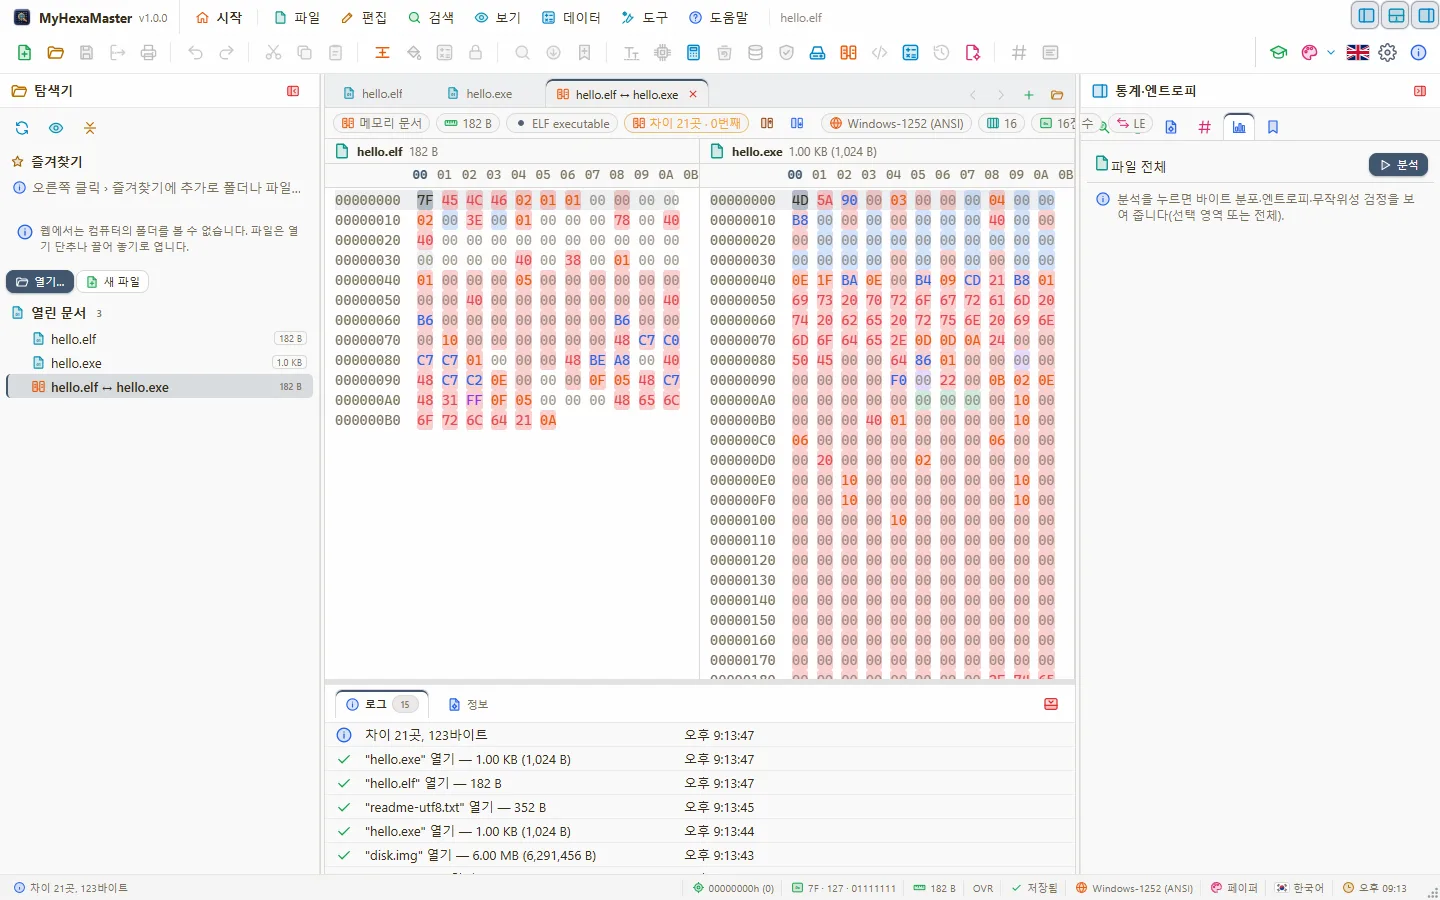 MyHexaMaster v1.0.0 시작 파일 편집 검색 보기 데이터 도구 도움말 hello.elf
탐색기
즐겨찾기
오른쪽 클릭 › 즐겨찾기에 추가로 폴더나 파일...
웹에서는 컴퓨터의 폴더를 볼 수 없습니다. 파일은 열
기 단추나 끌어 놓기로 엽니다.
열기... 새 파일
열린 문서 3
hello.elf 182 B
hello.exe 1.0 KB
hello.elf ↔ hello.exe 182 B
hello.elf hello.exe hello.elf ↔ hello.exe
메모리 문서 182 B ELF executable 차이 21곳 · 0번째 Windows-1252 (ANSI) 16 16진수 LE
hello.elf 182 B
00 01 02 03 04 05 06 07 08 09 0A 0B
00000000 7F 45 4C 46 02 01 01 00 00 00 00
00000010 02 00 3E 00 01 00 00 00 78 00 40
00000020 40 00 00 00 00 00 00 00 00 00 00
00000030 00 00 00 00 40 00 38 00 01 00 00
00000040 01 00 00 00 05 00 00 00 00 00 00
00000050 00 00 40 00 00 00 00 00 00 00 40
00000060 B6 00 00 00 00 00 00 00 B6 00 00
00000070 00 10 00 00 00 00 00 00 48 C7 C0
00000080 C7 C7 01 00 00 00 48 BE A8 00 40
00000090 48 C7 C2 0E 00 00 00 0F 05 48 C7
000000A0 48 31 FF 0F 05 00 00 00 48 65 6C
000000B0 6F 72 6C 64 21 0A
hello.exe 1.00 KB (1,024 B)
00 01 02 03 04 05 06 07 08 09 0A 0B
00000000 4D 5A 90 00 03 00 00 00 04 00 00
00000010 B8 00 00 00 00 00 00 00 40 00 00
00000020 00 00 00 00 00 00 00 00 00 00 00
00000030 00 00 00 00 00 00 00 00 00 00 00
00000040 0E 1F BA 0E 00 B4 09 CD 21 B8 01
00000050 69 73 20 70 72 6F 67 72 61 6D 20
00000060 74 20 62 65 20 72 75 6E 20 69 6E
00000070 6D 6F 64 65 2E 0D 0D 0A 24 00 00
00000080 50 45 00 00 64 86 01 00 00 00 00
00000090 00 00 00 00 F0 00 22 00 0B 02 0E
000000A0 00 00 00 00 00 00 00 00 00 10 00
000000B0 00 00 00 40 01 00 00 00 00 10 00
000000C0 06 00 00 00 00 00 00 00 06 00 00
000000D0 00 20 00 00 00 02 00 00 00 00 00
000000E0 00 00 10 00 00 00 00 00 00 10 00
000000F0 00 00 10 00 00 00 00 00 00 10 00
00000100 00 00 00 00 10 00 00 00 00 00 00
00000110 00 00 00 00 00 00 00 00 00 00 00
00000120 00 00 00 00 00 00 00 00 00 00 00
00000130 00 00 00 00 00 00 00 00 00 00 00
00000140 00 00 00 00 00 00 00 00 00 00 00
00000150 00 00 00 00 00 00 00 00 00 00 00
00000160 00 00 00 00 00 00 00 00 00 00 00
00000170 00 00 00 00 00 00 00 00 00 00 00
00000180 00 00 00 00 00 00 00 00 2E 74 65
로그 15 정보
차이 21곳, 123바이트 오후 9:13:47
"hello.exe" 열기 — 1.00 KB (1,024 B) 오후 9:13:47
"hello.elf" 열기 — 182 B 오후 9:13:47
"readme-utf8.txt" 열기 — 352 B 오후 9:13:45
"hello.exe" 열기 — 1.00 KB (1,024 B) 오후 9:13:44
"disk.img" 열기 — 6.00 MB (6,291,456 B) 오후 9:13:43
통계·엔트로피
파일 전체 분석
분석을 누르면 바이트 분포·엔트로피·무작위성 검정을 보
여 줍니다(선택 영역 또는 전체).
차이 21곳, 123바이트 00000000h (0) 7F · 127 · 01111111 182 B OVR 저장됨 Windows-1252 (ANSI) 페이퍼 한국어 오후 09:13